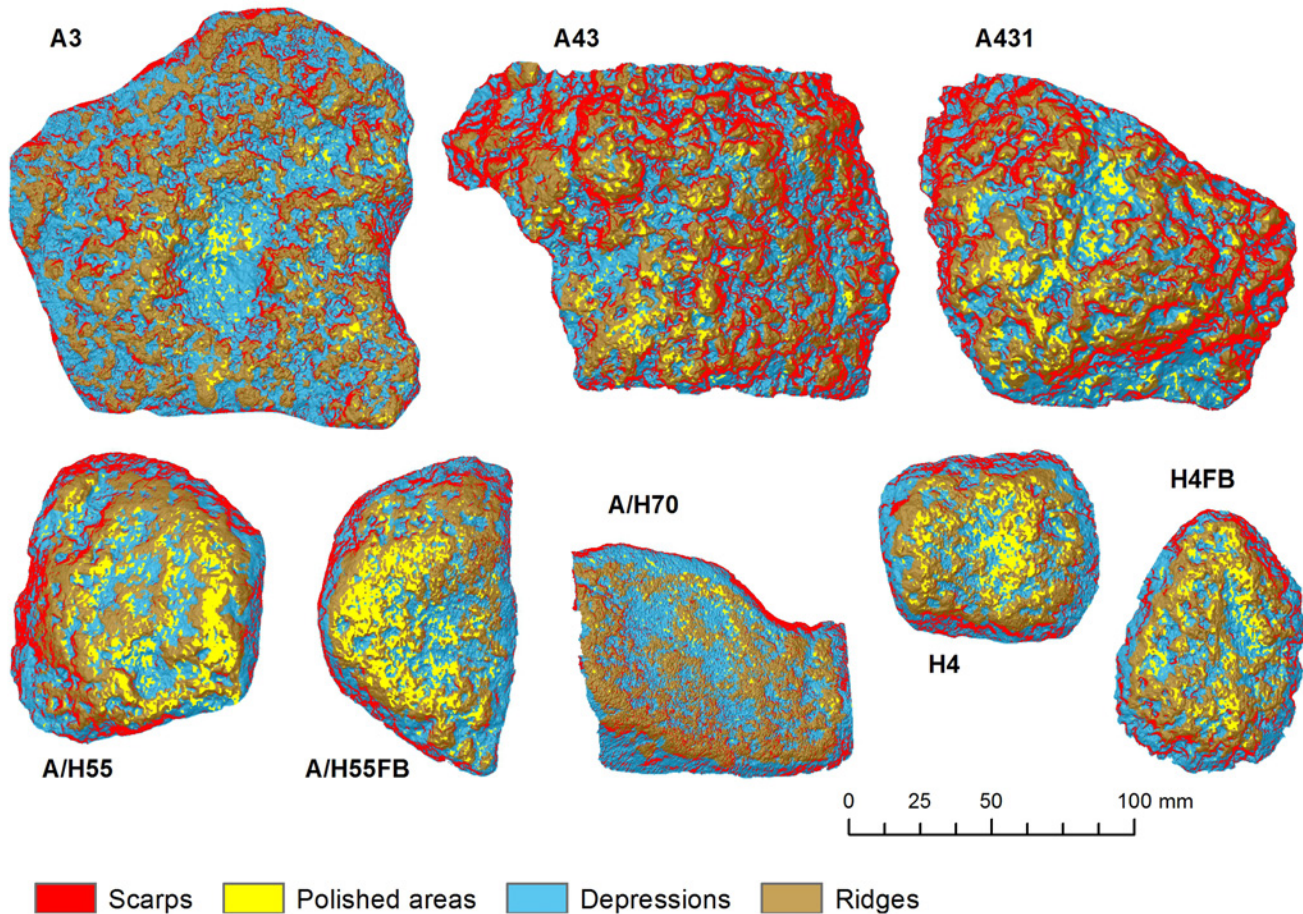 A3
A43
A431
A/H55
A/H55FB
A/H70
H4
H4FB
0 25 50 100 mm
Scarps Polished areas Depressions Ridges